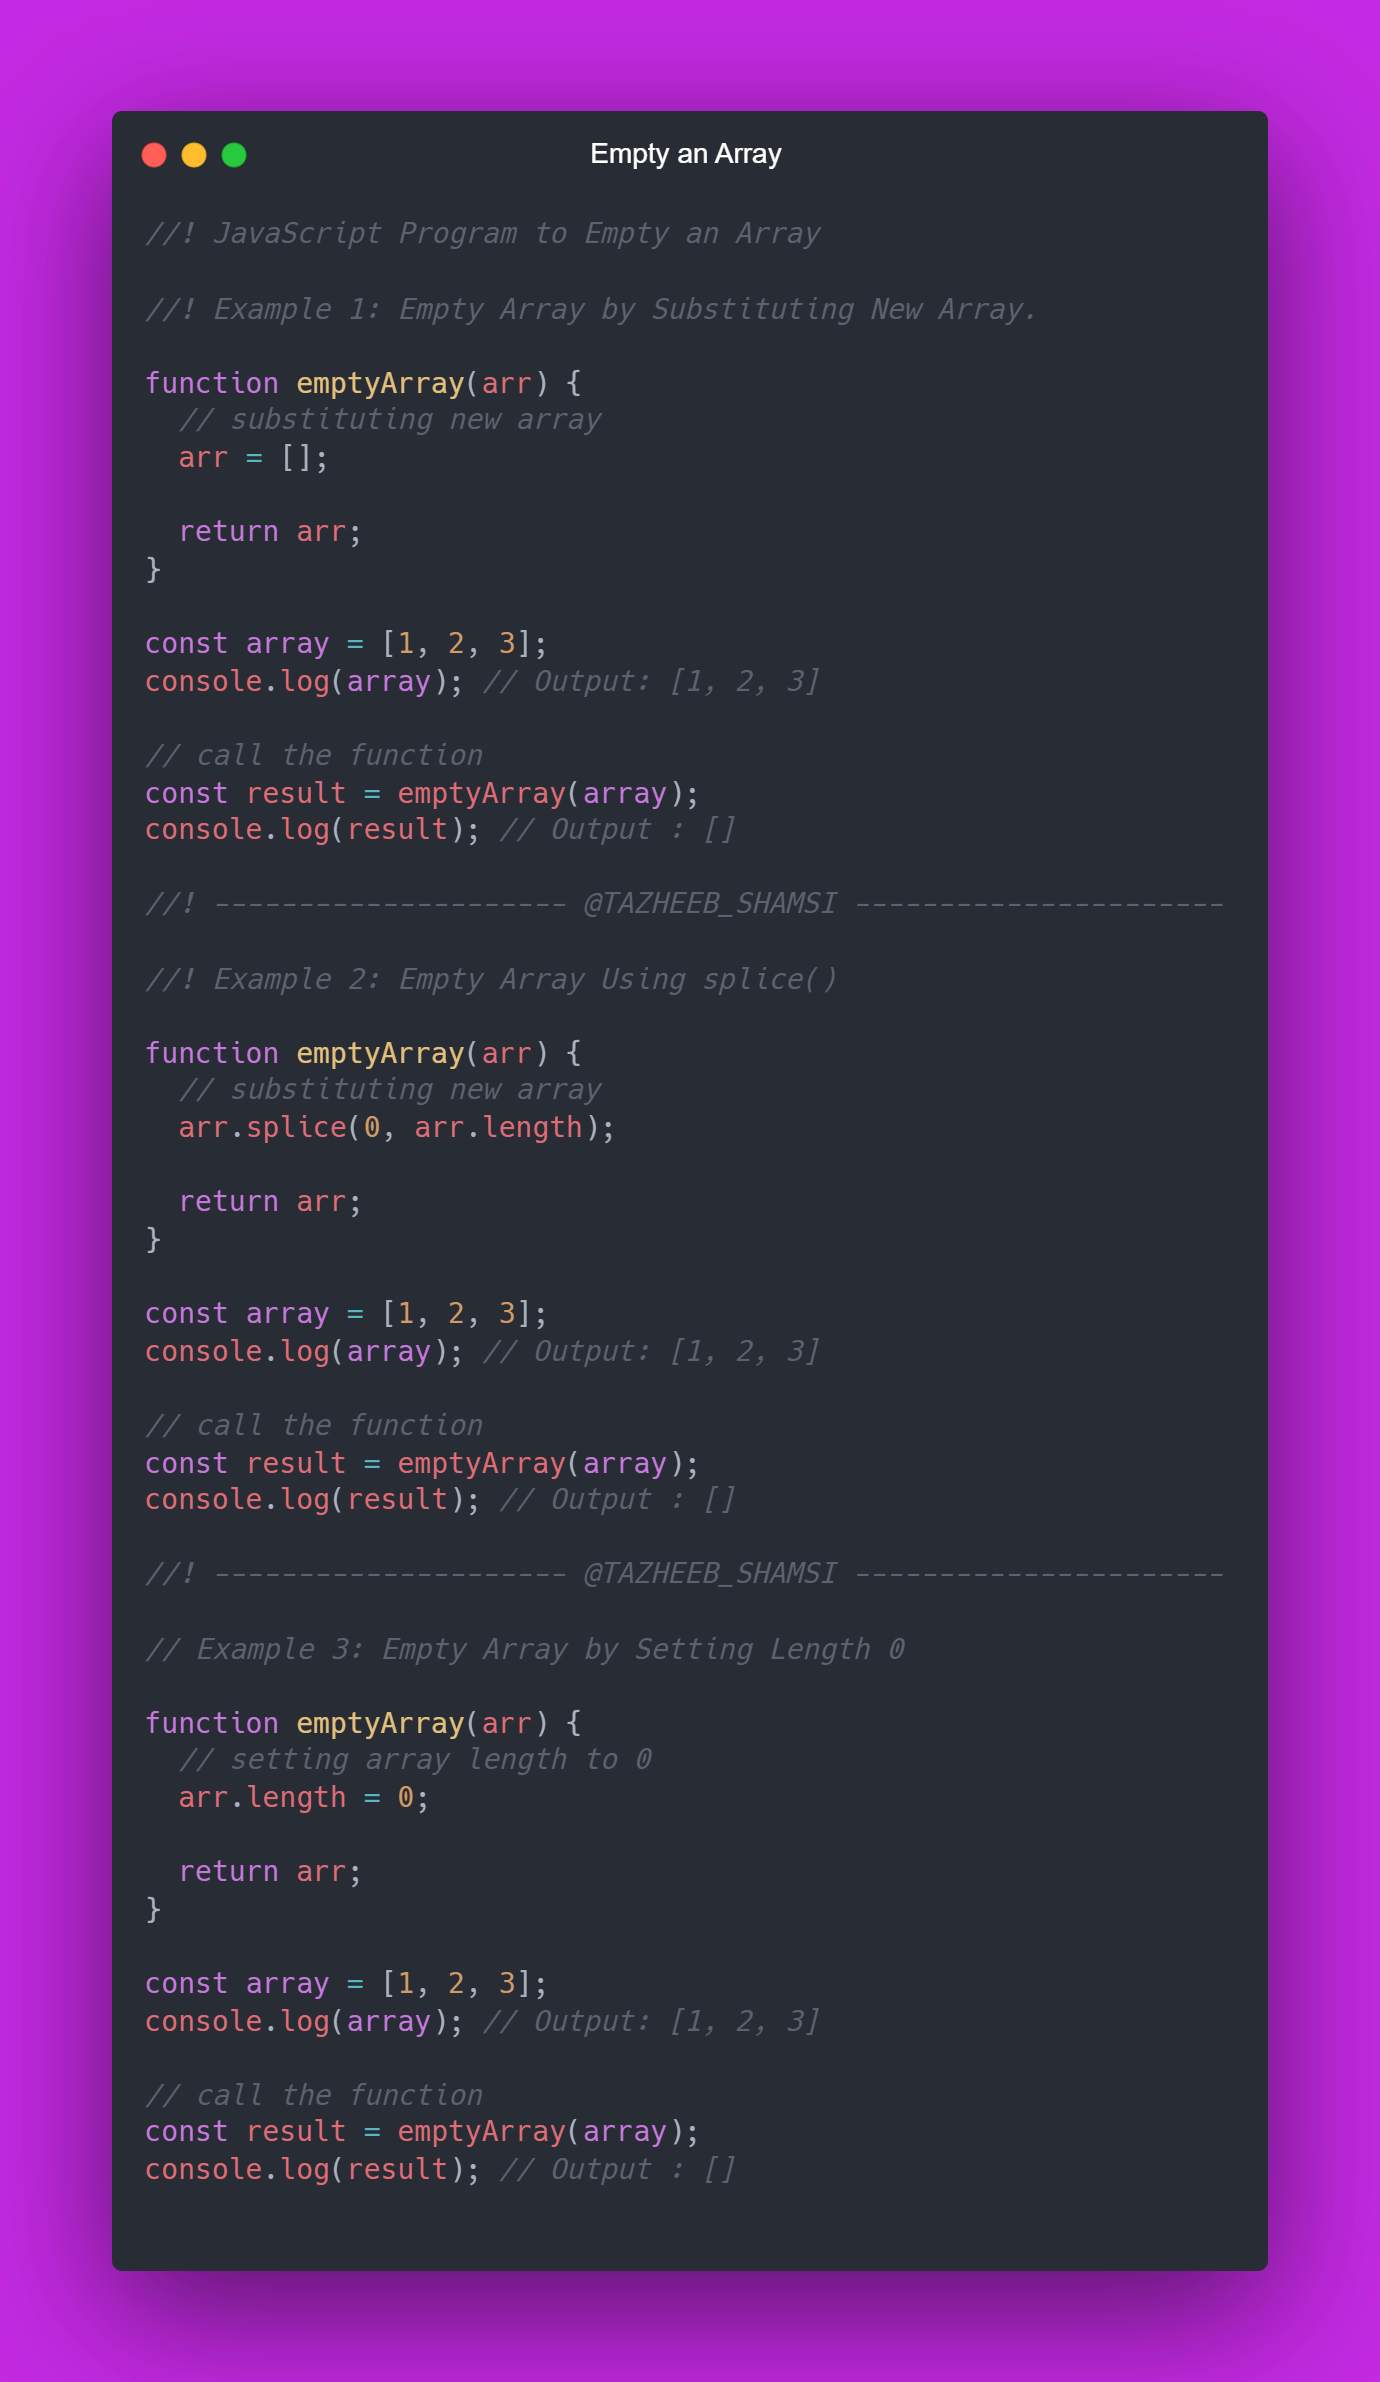 Empty an Array
//! JavaScript Program to Empty an Array
//! Example 1: Empty Array by Substituting New Array.
function emptyArray(arr) {
  // substituting new array
  arr = [];
  return arr;
}
const array = [1, 2, 3];
console.log(array); // Output: [1, 2, 3]
// call the function
const result = emptyArray(array);
console.log(result); // Output : []
//! --------------------- @TAZHEEB_SHAMSI ----------------------
//! Example 2: Empty Array Using splice()
function emptyArray(arr) {
  // substituting new array
  arr.splice(0, arr.length);
  return arr;
}
const array = [1, 2, 3];
console.log(array); // Output: [1, 2, 3]
// call the function
const result = emptyArray(array);
console.log(result); // Output : []
//! --------------------- @TAZHEEB_SHAMSI ----------------------
// Example 3: Empty Array by Setting Length 0
function emptyArray(arr) {
  // setting array length to 0
  arr.length = 0;
  return arr;
}
const array = [1, 2, 3];
console.log(array); // Output: [1, 2, 3]
// call the function
const result = emptyArray(array);
console.log(result); // Output : []